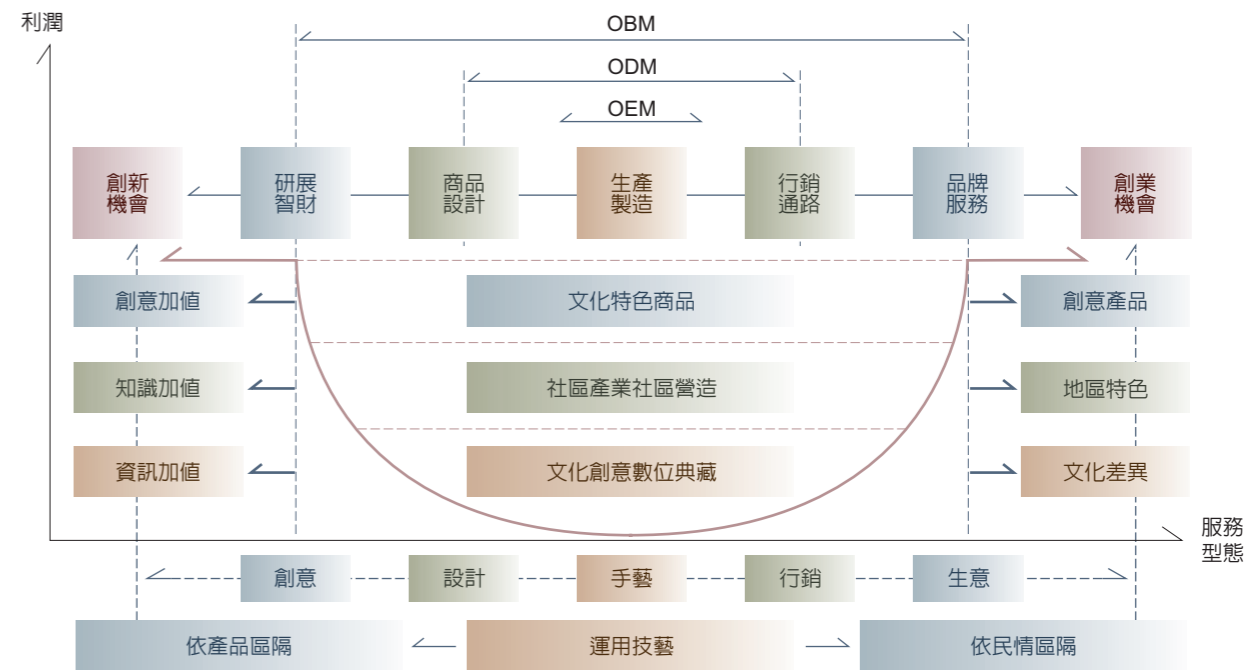 利潤
OBM
ODM
OEM
創新
機會
研展
智財
商品
設計
生產
製造
行銷
通路
品牌
服務
創業
機會
創意加值
文化特色商品
創意產品
知識加值
社區產業社區營造
地區特色
資訊加值
文化創意數位典藏
文化差異
服務
型態
創意
設計
手藝
行銷
生意
依產品區隔
運用技藝
依民情區隔